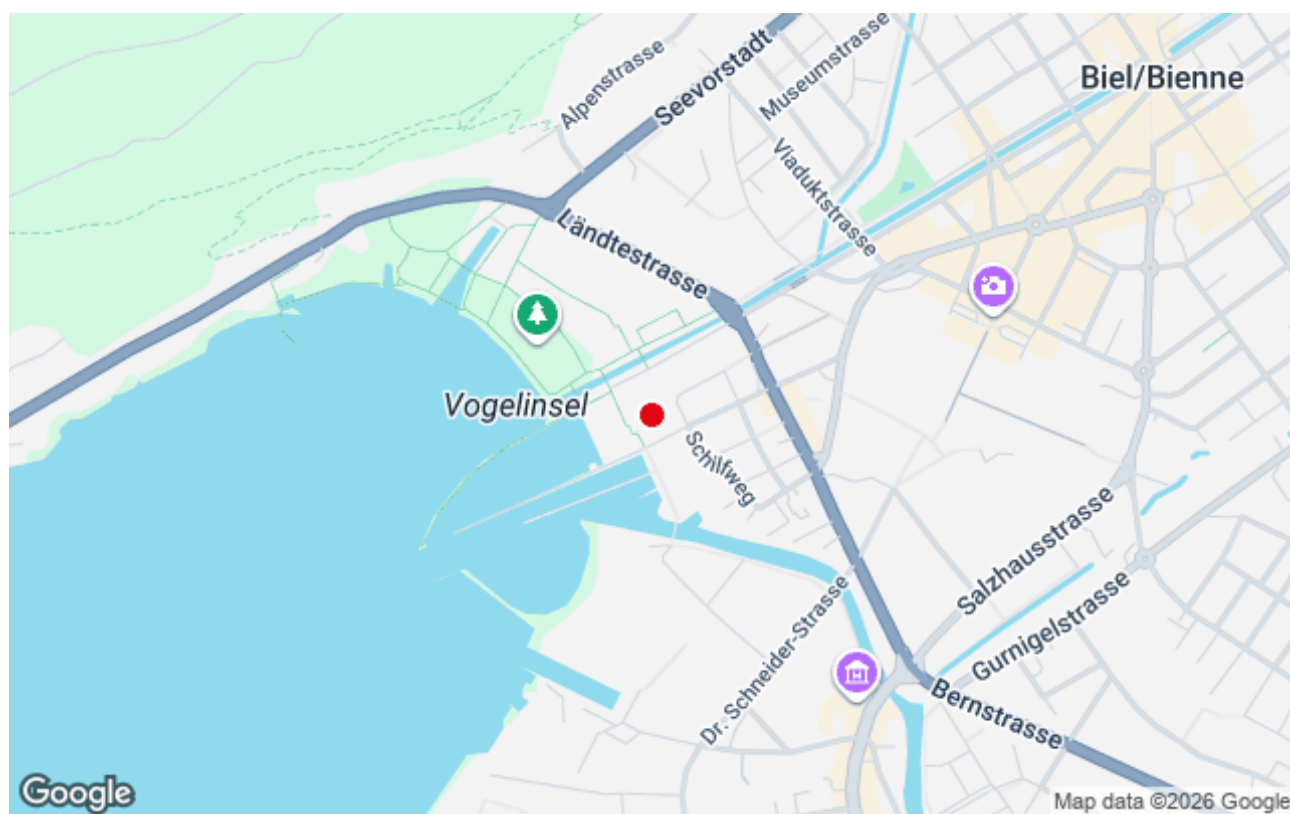 Alpenstrasse
Seevorstadt
Museumstrasse
Biel/Bienne
Viaduktstrasse
Ländtestrasse
Vogelinsel
Schilfweg
Salzhausstrasse
Gurnigelstrasse
Dr. Schneider-Strasse
Bernstrasse
Google
Map data ©2026 Google